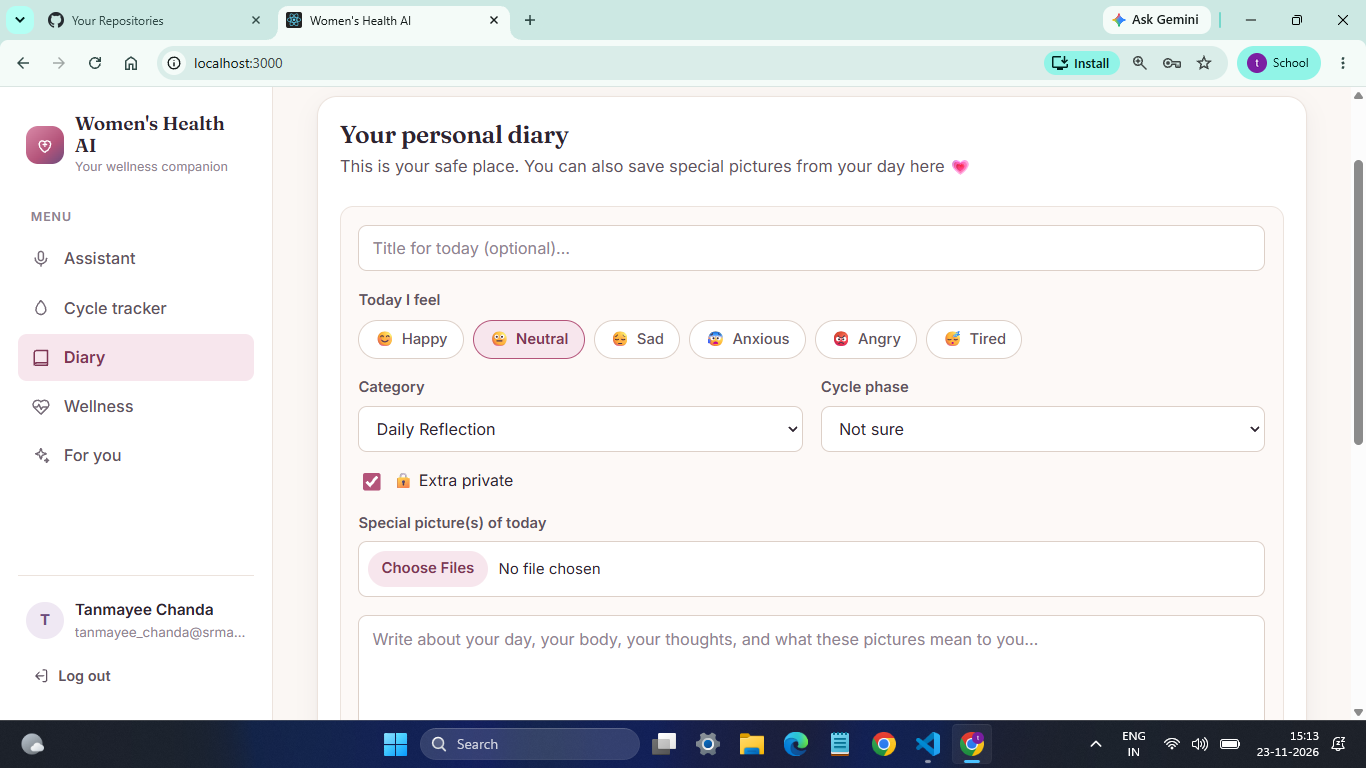 Your Repositories
Women's Health AI
Ask Gemini
localhost:3000
Install
t
School
Women's Health
AI
Your wellness companion
MENU
Assistant
Cycle tracker
Diary
Wellness
For you
T
Tanmayee Chanda
tanmayee_chanda@srma...
Log out
Your personal diary
This is your safe place. You can also save special pictures from your day here 💗
Title for today (optional)...
Today I feel
😊 Happy
😐 Neutral
😔 Sad
😰 Anxious
😡 Angry
😴 Tired
Category
Cycle phase
Daily Reflection
Not sure
🔒 Extra private
Special picture(s) of today
Choose Files No file chosen
Write about your day, your body, your thoughts, and what these pictures mean to you...
Search
t
ENG
IN
15:13
23-11-2026